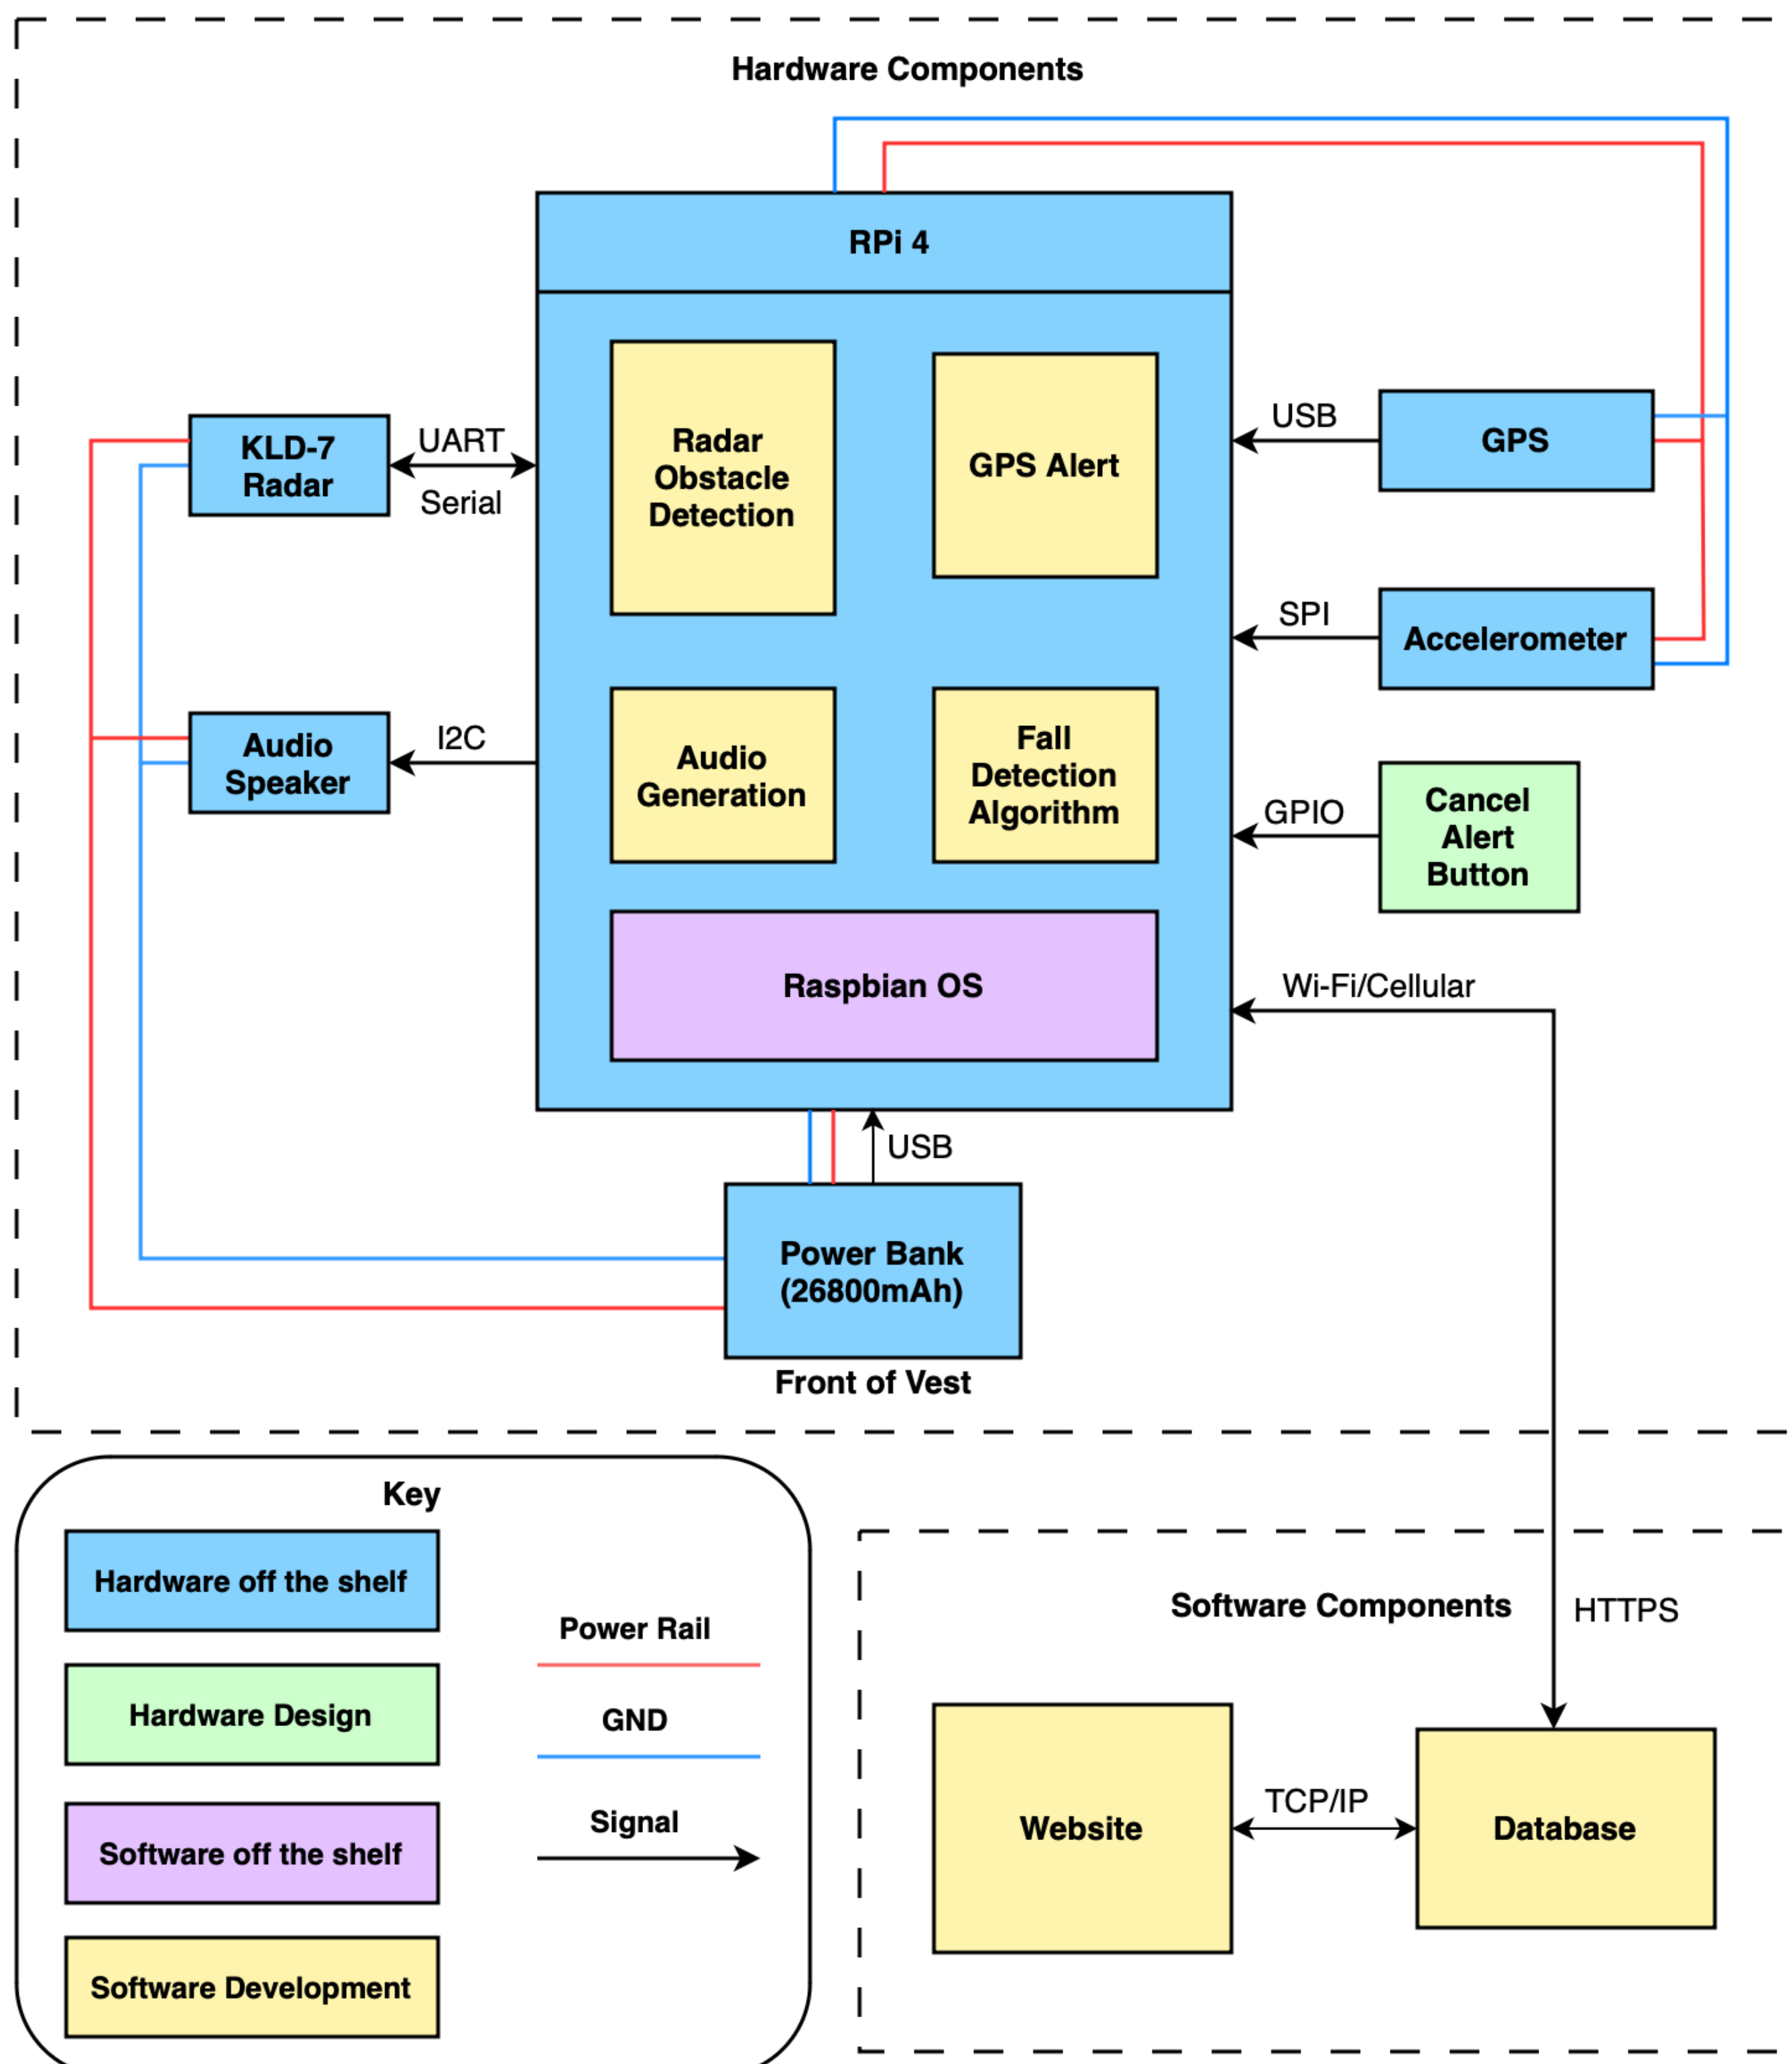 Hardware Components
RPi 4
Radar
Obstacle
Detection
GPS Alert
KLD-7
Radar
UART
Serial
USB
GPS
SPI
Accelerometer
Audio
Speaker
I2C
Audio
Generation
Fall
Detection
Algorithm
GPIO
Cancel
Alert
Button
Raspbian OS
Wi-Fi/Cellular
USB
Power Bank
(26800mAh)
Front of Vest
Key
Hardware off the shelf
Hardware Design
Software off the shelf
Software Development
Power Rail
GND
Signal
Software Components
HTTPS
Website
TCP/IP
Database